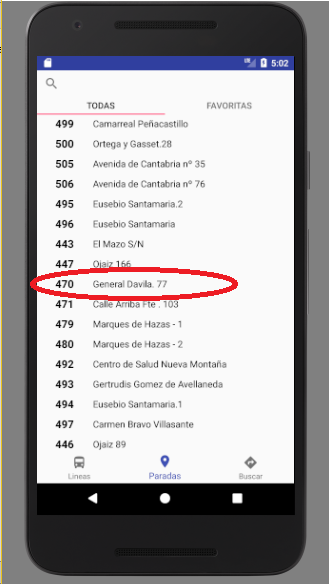 5:02
TODAS FAVORITAS
499 Camarreal Peñacastillo
500 Ortega y Gasset.28
505 Avenida de Cantabria nº 35
506 Avenida de Cantabria nº 76
495 Eusebio Santamaria.2
496 Eusebio Santamaria
443 El Mazo S/N
447 Ojaiz 166
470 General Davila. 77
471 Calle Arriba Fte . 103
479 Marques de Hazas - 1
480 Marques de Hazas - 2
492 Centro de Salud Nueva Montaña
493 Gertrudis Gomez de Avellaneda
494 Eusebio Santamaria.1
497 Carmen Bravo Villasante
446 Ojaiz 89
Lineas Paradas Buscar